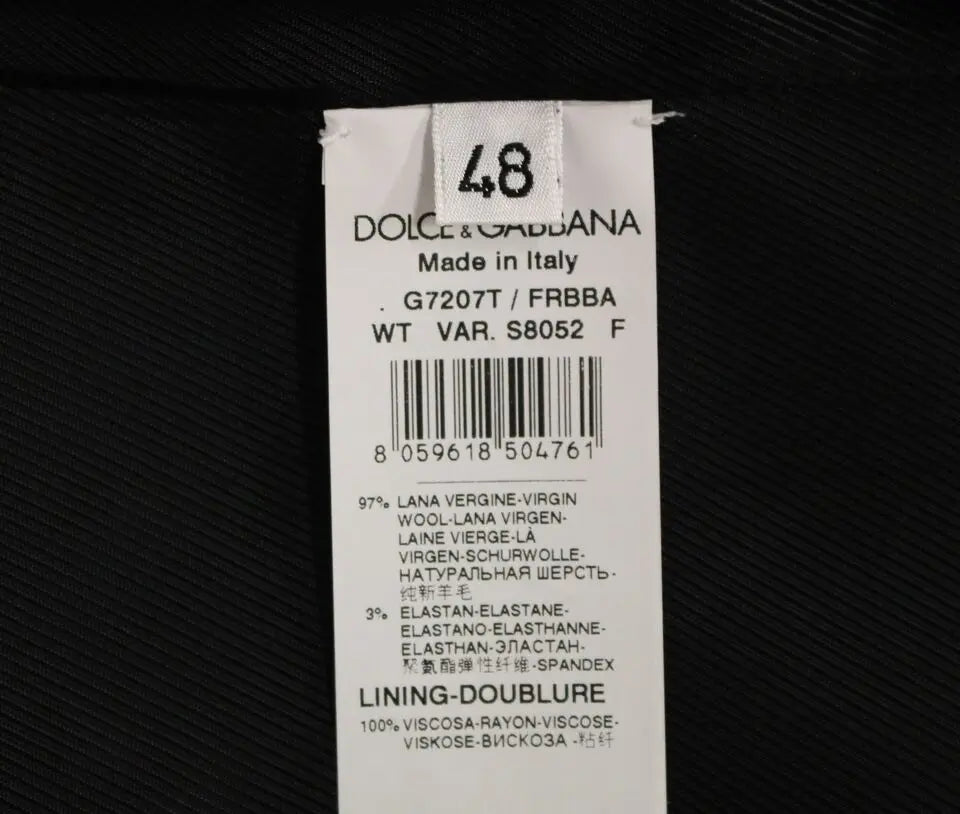 48
DOLCE & GABBANA
Made in Italy
. G7207T / FRBBA
WT VAR. S8052 F
8 059618 504761
97% LANA VERGINE-VIRGIN
WOOL-LANA VIRGEN-
LAINE VIERGE-LÀ
VIRGEN-SCHURWOLLE-
НАТУРАЛЬНАЯ ШЕРСТЬ-
纯新羊毛
3% ELASTAN-ELASTANE-
ELASTANO-ELASTHANNE-
ELASTHAN-ЭЛАСТАН-
聚氨酯弹性纤维-SPANDEX
LINING-DOUBLURE
100% VISCOSA-RAYON-VISCOSE-
VISKOSE-ВИСКОЗА -粘纤